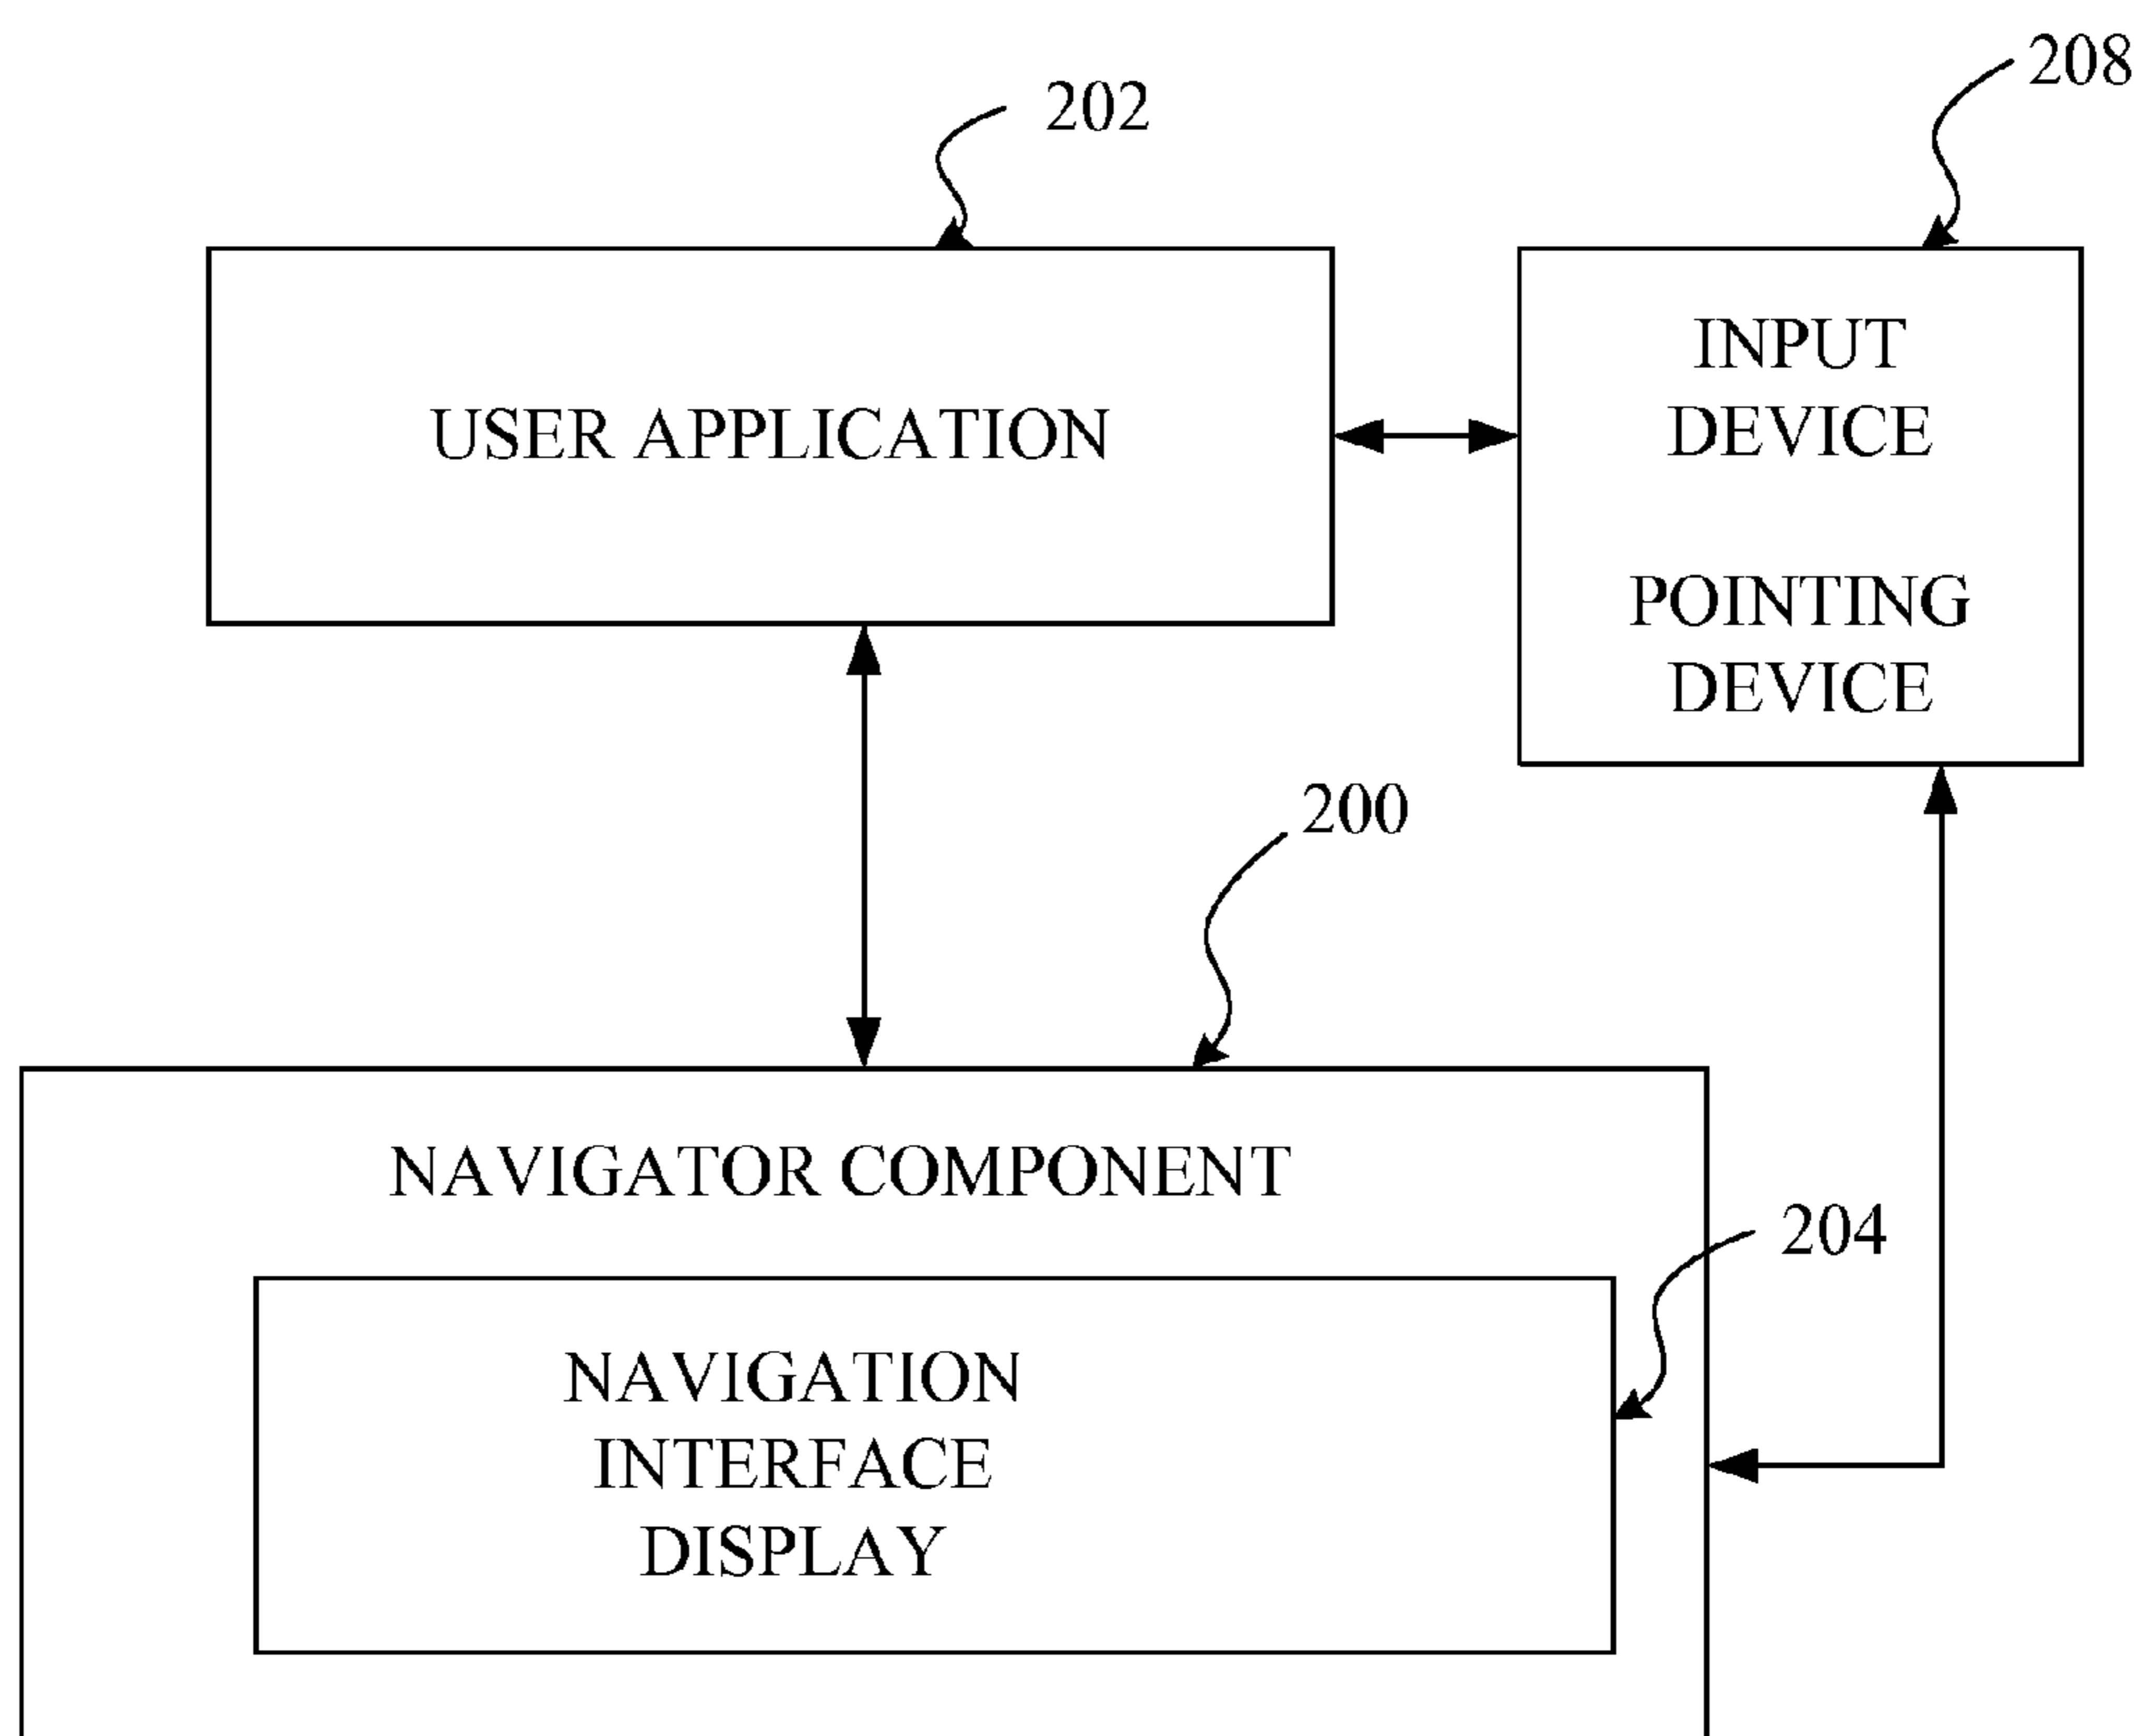 208
202
USER APPLICATION
INPUT
DEVICE
POINTING
DEVICE
200
NAVIGATOR COMPONENT
204
NAVIGATION
INTERFACE
DISPLAY